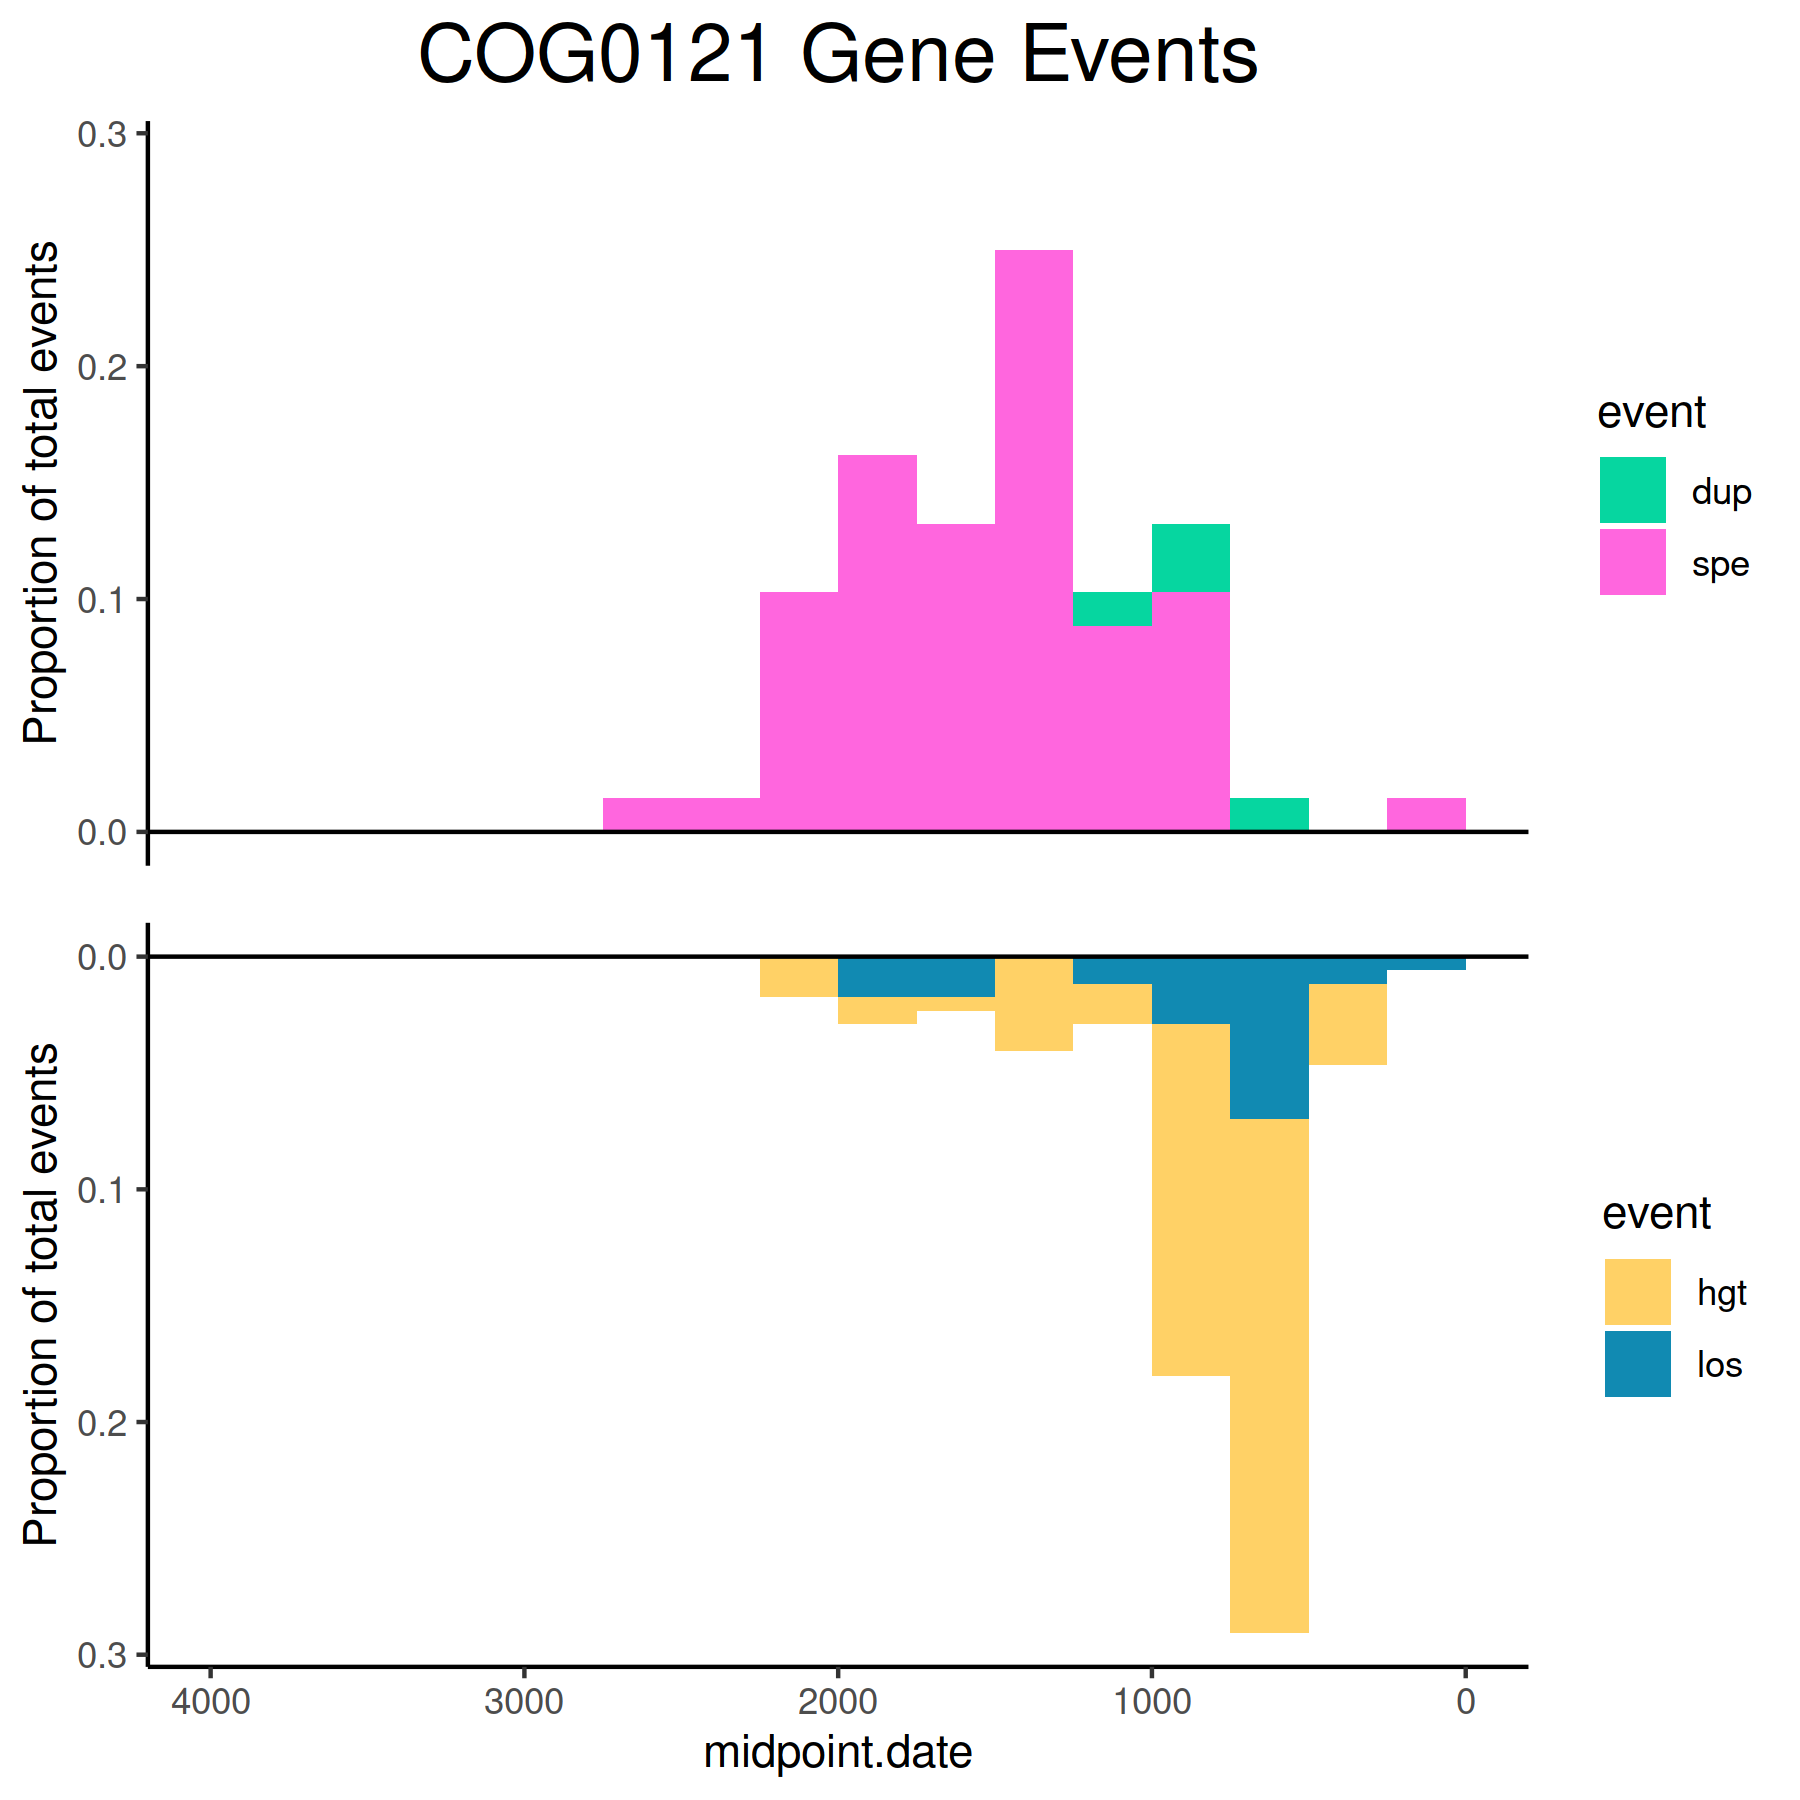 COG0121 Gene Events
Proportion of total events
0.3
0.2
0.1
0.0
event
dup
spe
Proportion of total events
0.0
0.1
0.2
0.3
event
hgt
los
4000 3000 2000 1000 0
midpoint.date